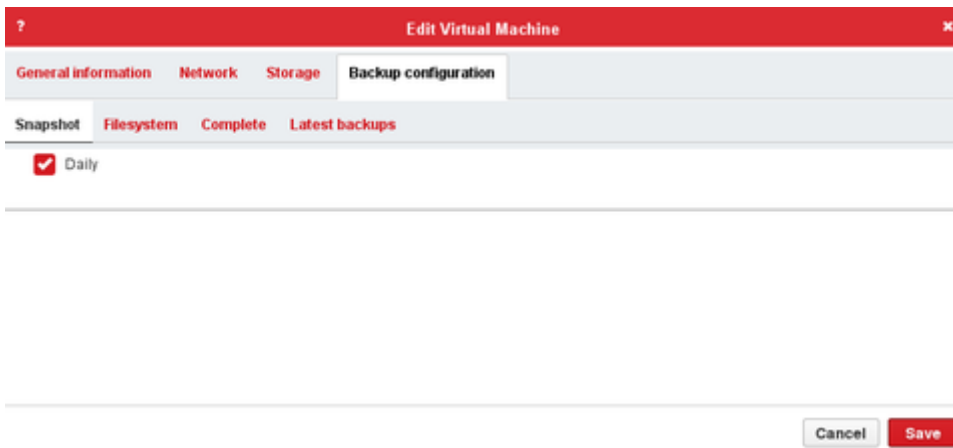 ? Edit Virtual Machine ×
General information Network Storage Backup configuration
Snapshot Filesystem Complete Latest backups
Daily
Cancel Save